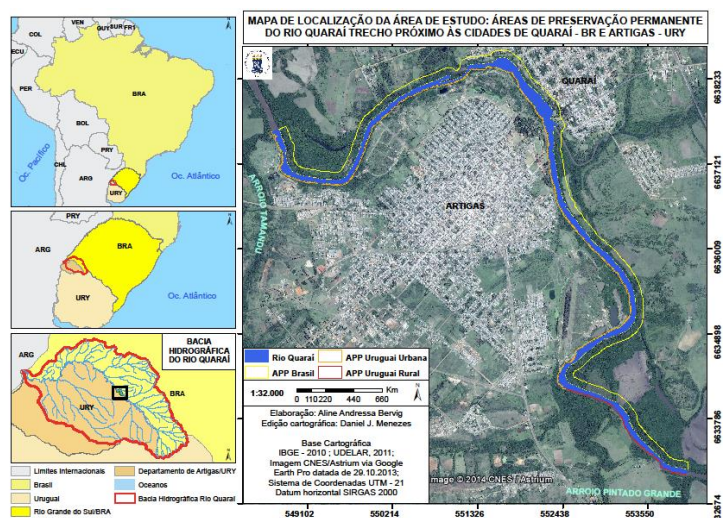 MAPA DE LOCALIZAÇÃO DA ÁREA DE ESTUDO: ÁREAS DE PRESERVAÇÃO PERMANENTE
DO RIO QUARAÍ TRECHO PRÓXIMO ÀS CIDADES DE QUARAÍ - BR E ARTIGAS - URY
COL
VEN
GUY
SUR
FR1
ECU
PER
BRA
BOL
PRY
CHL
ARG
URY
Oc. Pacífico
Oc. Atlântico
N
PRY
ARG
BRA
URY
Oc. Atlântico
N
BACIA
HIDROGRÁFICA
DO RIO QUARAÍ
ARG
BRA
URY
N
Limites Internacionais
Brasil
Uruguai
Rio Grande do Sul/BRA
Departamento de Artigas/URY
Oceanos
Bacia Hidrográfica Rio Quaraí
QUARAÍ
ARTIGAS
ARROIO TAMANDU
ARROIO PINTADO GRANDE
Image © 2014 CNES / Astrium
Rio Quaraí
APP Brasil
APP Uruguai Urbana
APP Uruguai Rural
1:32.000
Km
0 110 220 440 660
N
Elaboração: Aline Andressa Bervig
Edição cartográfica: Daniel J. Menezes
Base Cartográfica
IBGE - 2010 ; UDELAR, 2011;
Imagem CNES/Astrium via Google
Earth Pro datada de 29.10.2013;
Sistema de Coordenadas UTM - 21
Datum horizontal SIRGAS 2000
6638233
6637121
6636009
6634898
6633786
549102 550214 551326 552438 553550